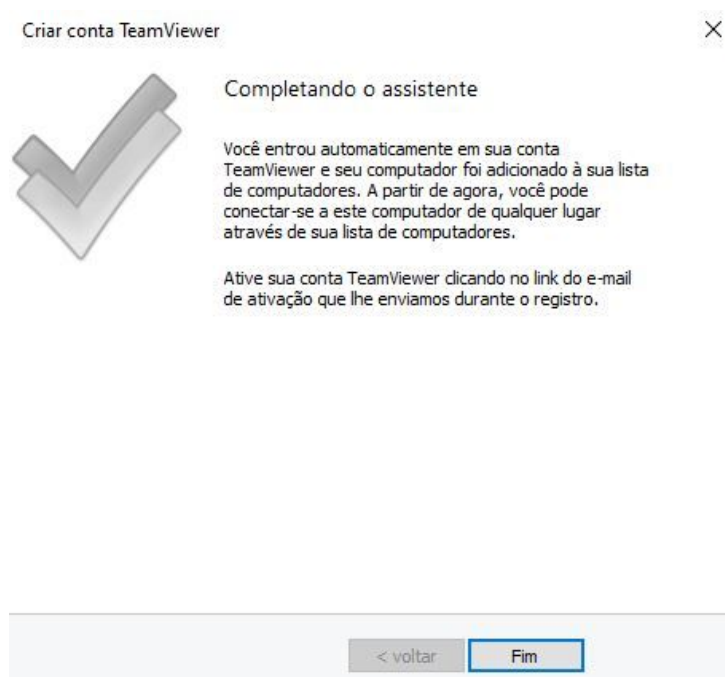 Criar conta TeamViewer
Completando o assistente
Você entrou automaticamente em sua conta
TeamViewer e seu computador foi adicionado à sua lista
de computadores. A partir de agora, você pode
conectar-se a este computador de qualquer lugar
através de sua lista de computadores.
Ative sua conta TeamViewer clicando no link do e-mail
de ativação que lhe enviamos durante o registro.
< voltar
Fim